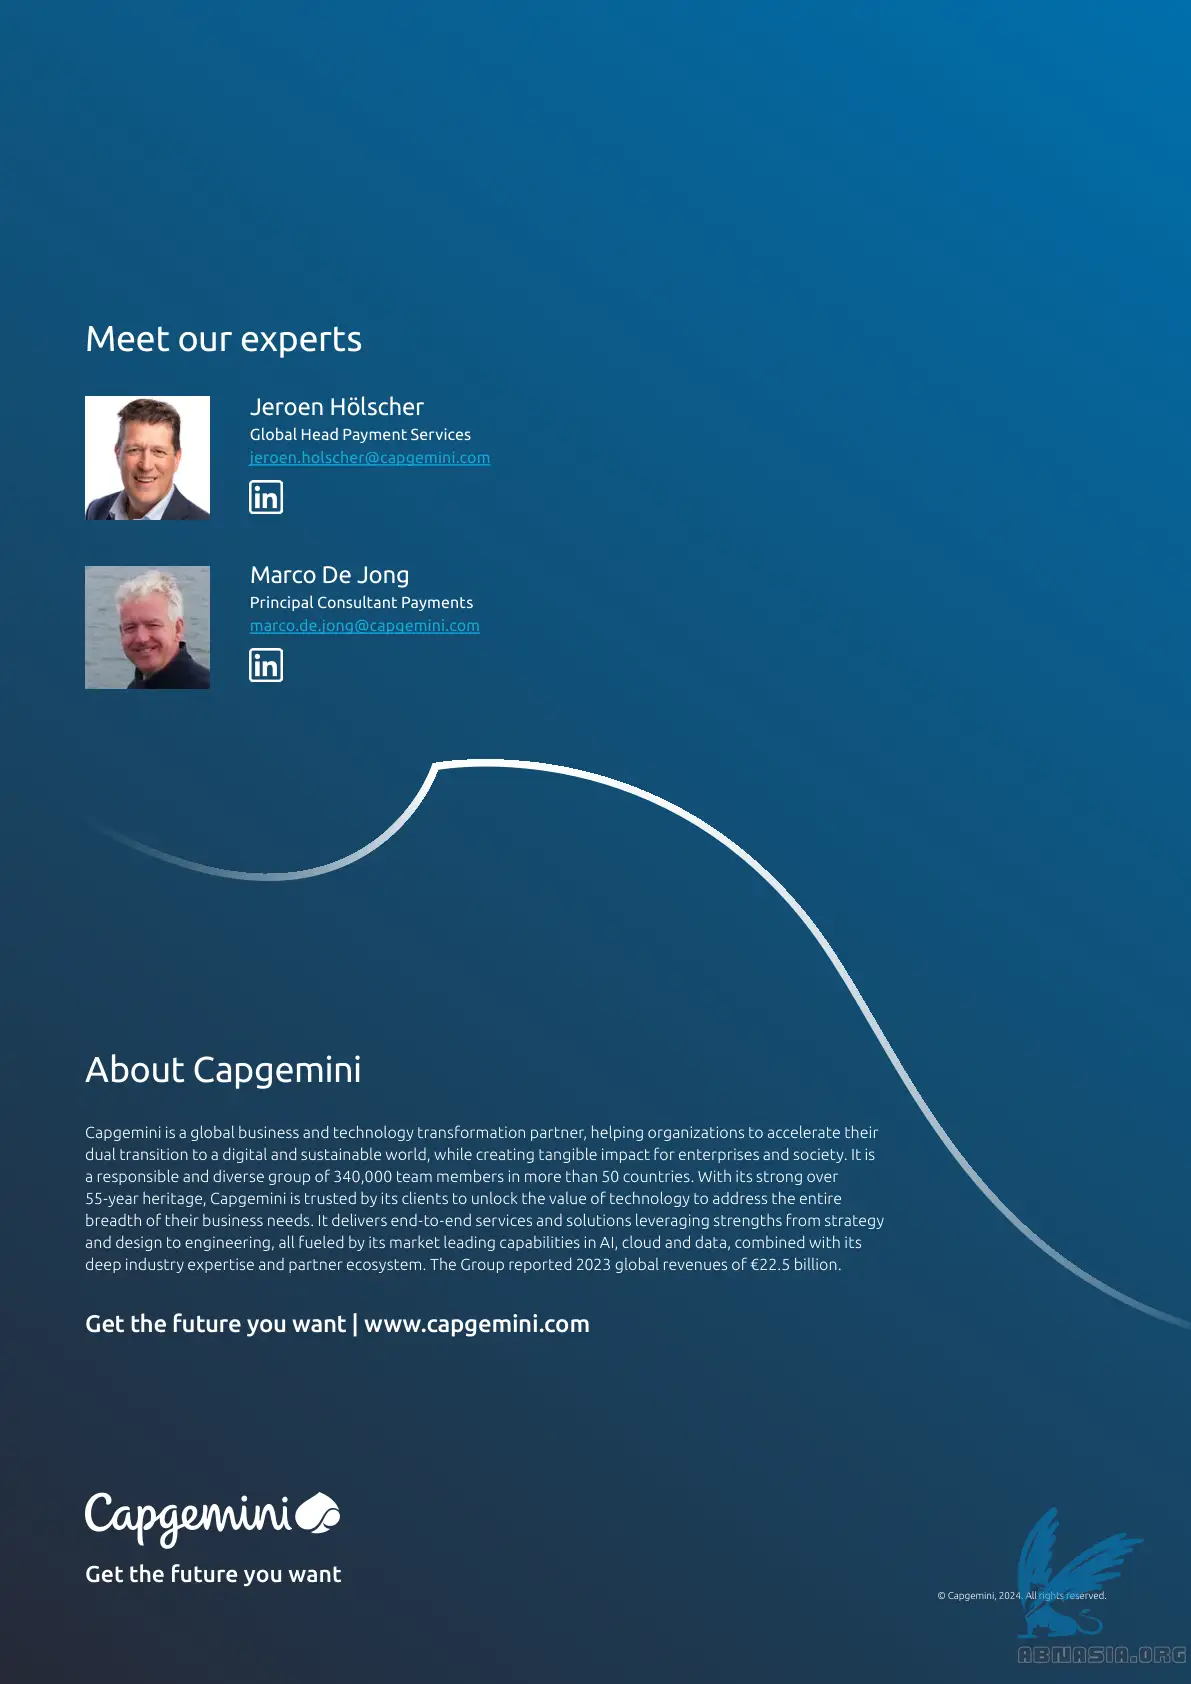 Meet our experts
Jeroen Hölscher
Global Head Payment Services
jeroen.holscher@capgemini.com
in
Marco De Jong
Principal Consultant Payments
marco.de.jong@capgemini.com
in
About Capgemini
Capgemini is a global business and technology transformation partner, helping organizations to accelerate their
dual transition to a digital and sustainable world, while creating tangible impact for enterprises and society. It is
a responsible and diverse group of 340,000 team members in more than 50 countries. With its strong over
55-year heritage, Capgemini is trusted by its clients to unlock the value of technology to address the entire
breadth of their business needs. It delivers end-to-end services and solutions leveraging strengths from strategy
and design to engineering, all fueled by its market leading capabilities in AI, cloud and data, combined with its
deep industry expertise and partner ecosystem. The Group reported 2023 global revenues of €22.5 billion.
Get the future you want | www.capgemini.com
Capgemini
Get the future you want
© Capgemini, 2024. All rights reserved.
ABNASIA.ORG